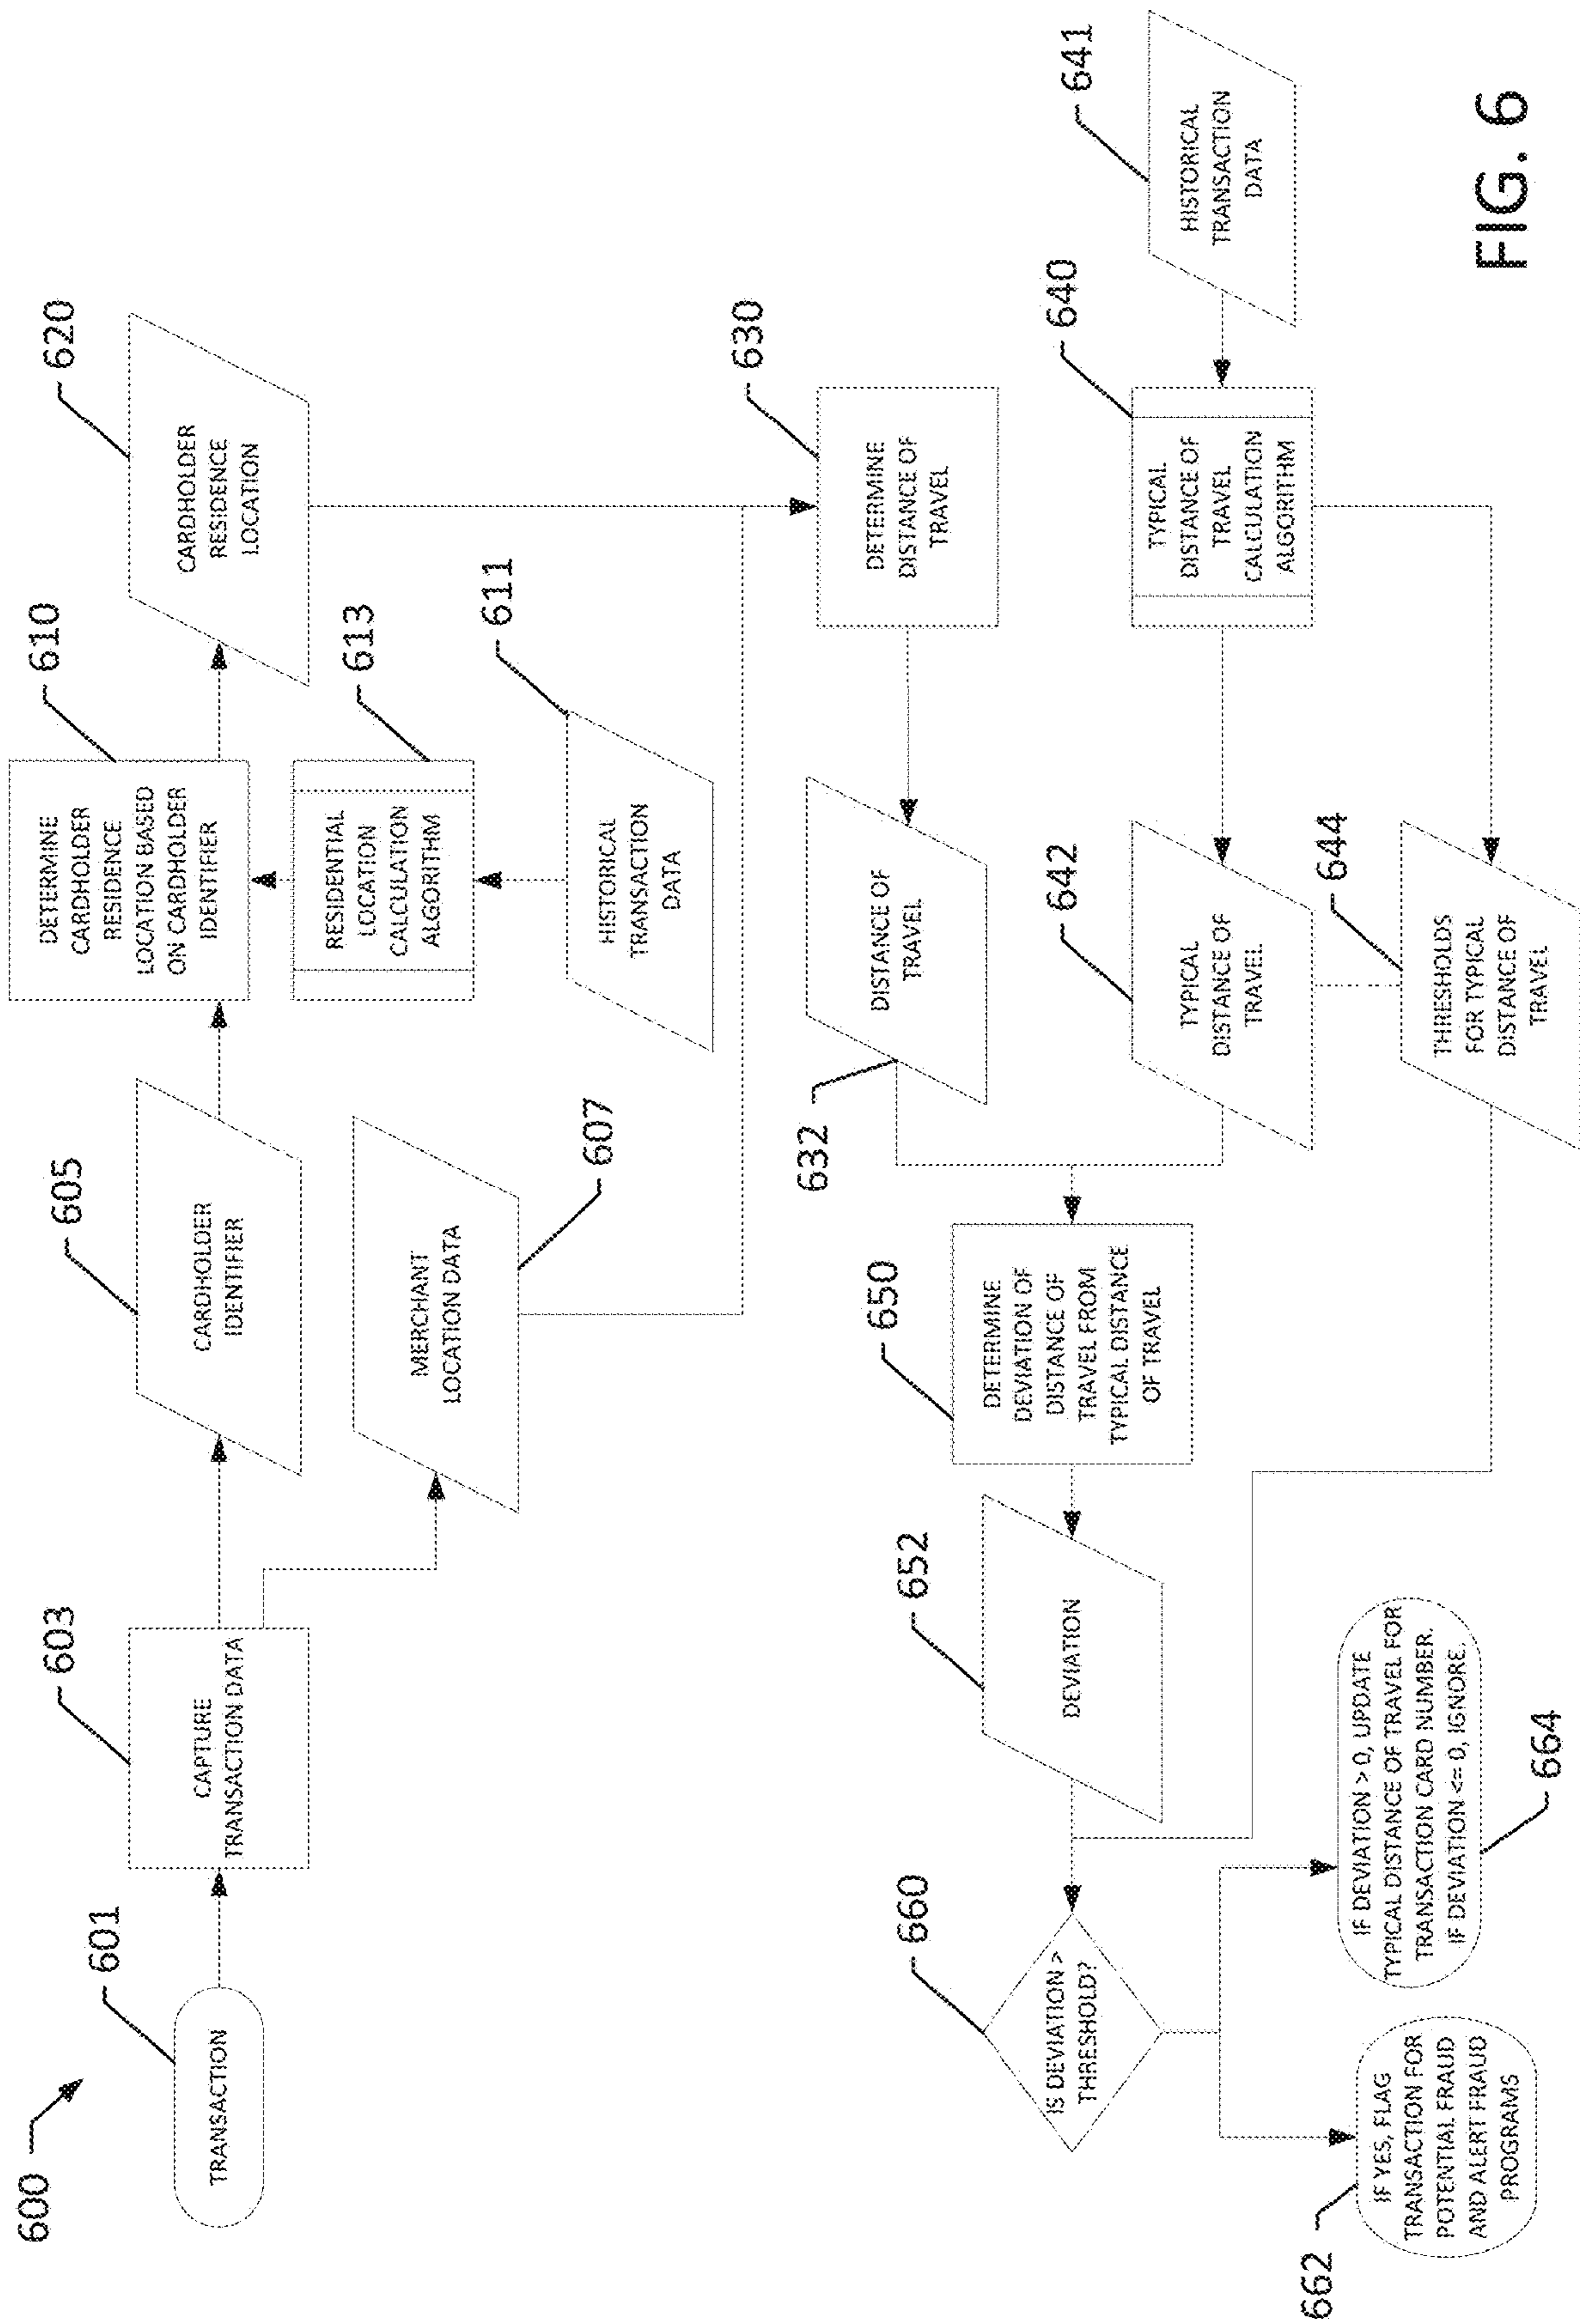 600
601
TRANSACTION
603
CAPTURE
TRANSACTION DATA
605
CARDHOLDER
IDENTIFIER
607
MERCHANT
LOCATION DATA
610
DETERMINE
CARDHOLDER
RESIDENCE
LOCATION BASED
ON CARDHOLDER
IDENTIFIER
613
RESIDENTIAL
LOCATION
CALCULATION
ALGORITHM
611
HISTORICAL
TRANSACTION
DATA
620
CARDHOLDER
RESIDENCE
LOCATION
630
DETERMINE
DISTANCE OF
TRAVEL
632
DISTANCE OF
TRAVEL
641
HISTORICAL
TRANSACTION
DATA
640
TYPICAL
DISTANCE OF
TRAVEL
CALCULATION
ALGORITHM
642
TYPICAL
DISTANCE OF
TRAVEL
644
THRESHOLDS
FOR TYPICAL
DISTANCE OF
TRAVEL
650
DETERMINE
DEVIATION OF
DISTANCE OF
TRAVEL FROM
TYPICAL DISTANCE
OF TRAVEL
652
DEVIATION
660
IS DEVIATION >
THRESHOLD?
662
IF YES, FLAG
TRANSACTION FOR
POTENTIAL FRAUD
AND ALERT FRAUD
PROGRAMS
664
IF DEVIATION > 0, UPDATE
TYPICAL DISTANCE OF TRAVEL FOR
TRANSACTION CARD NUMBER.
IF DEVIATION <= 0, IGNORE.
FIG. 6